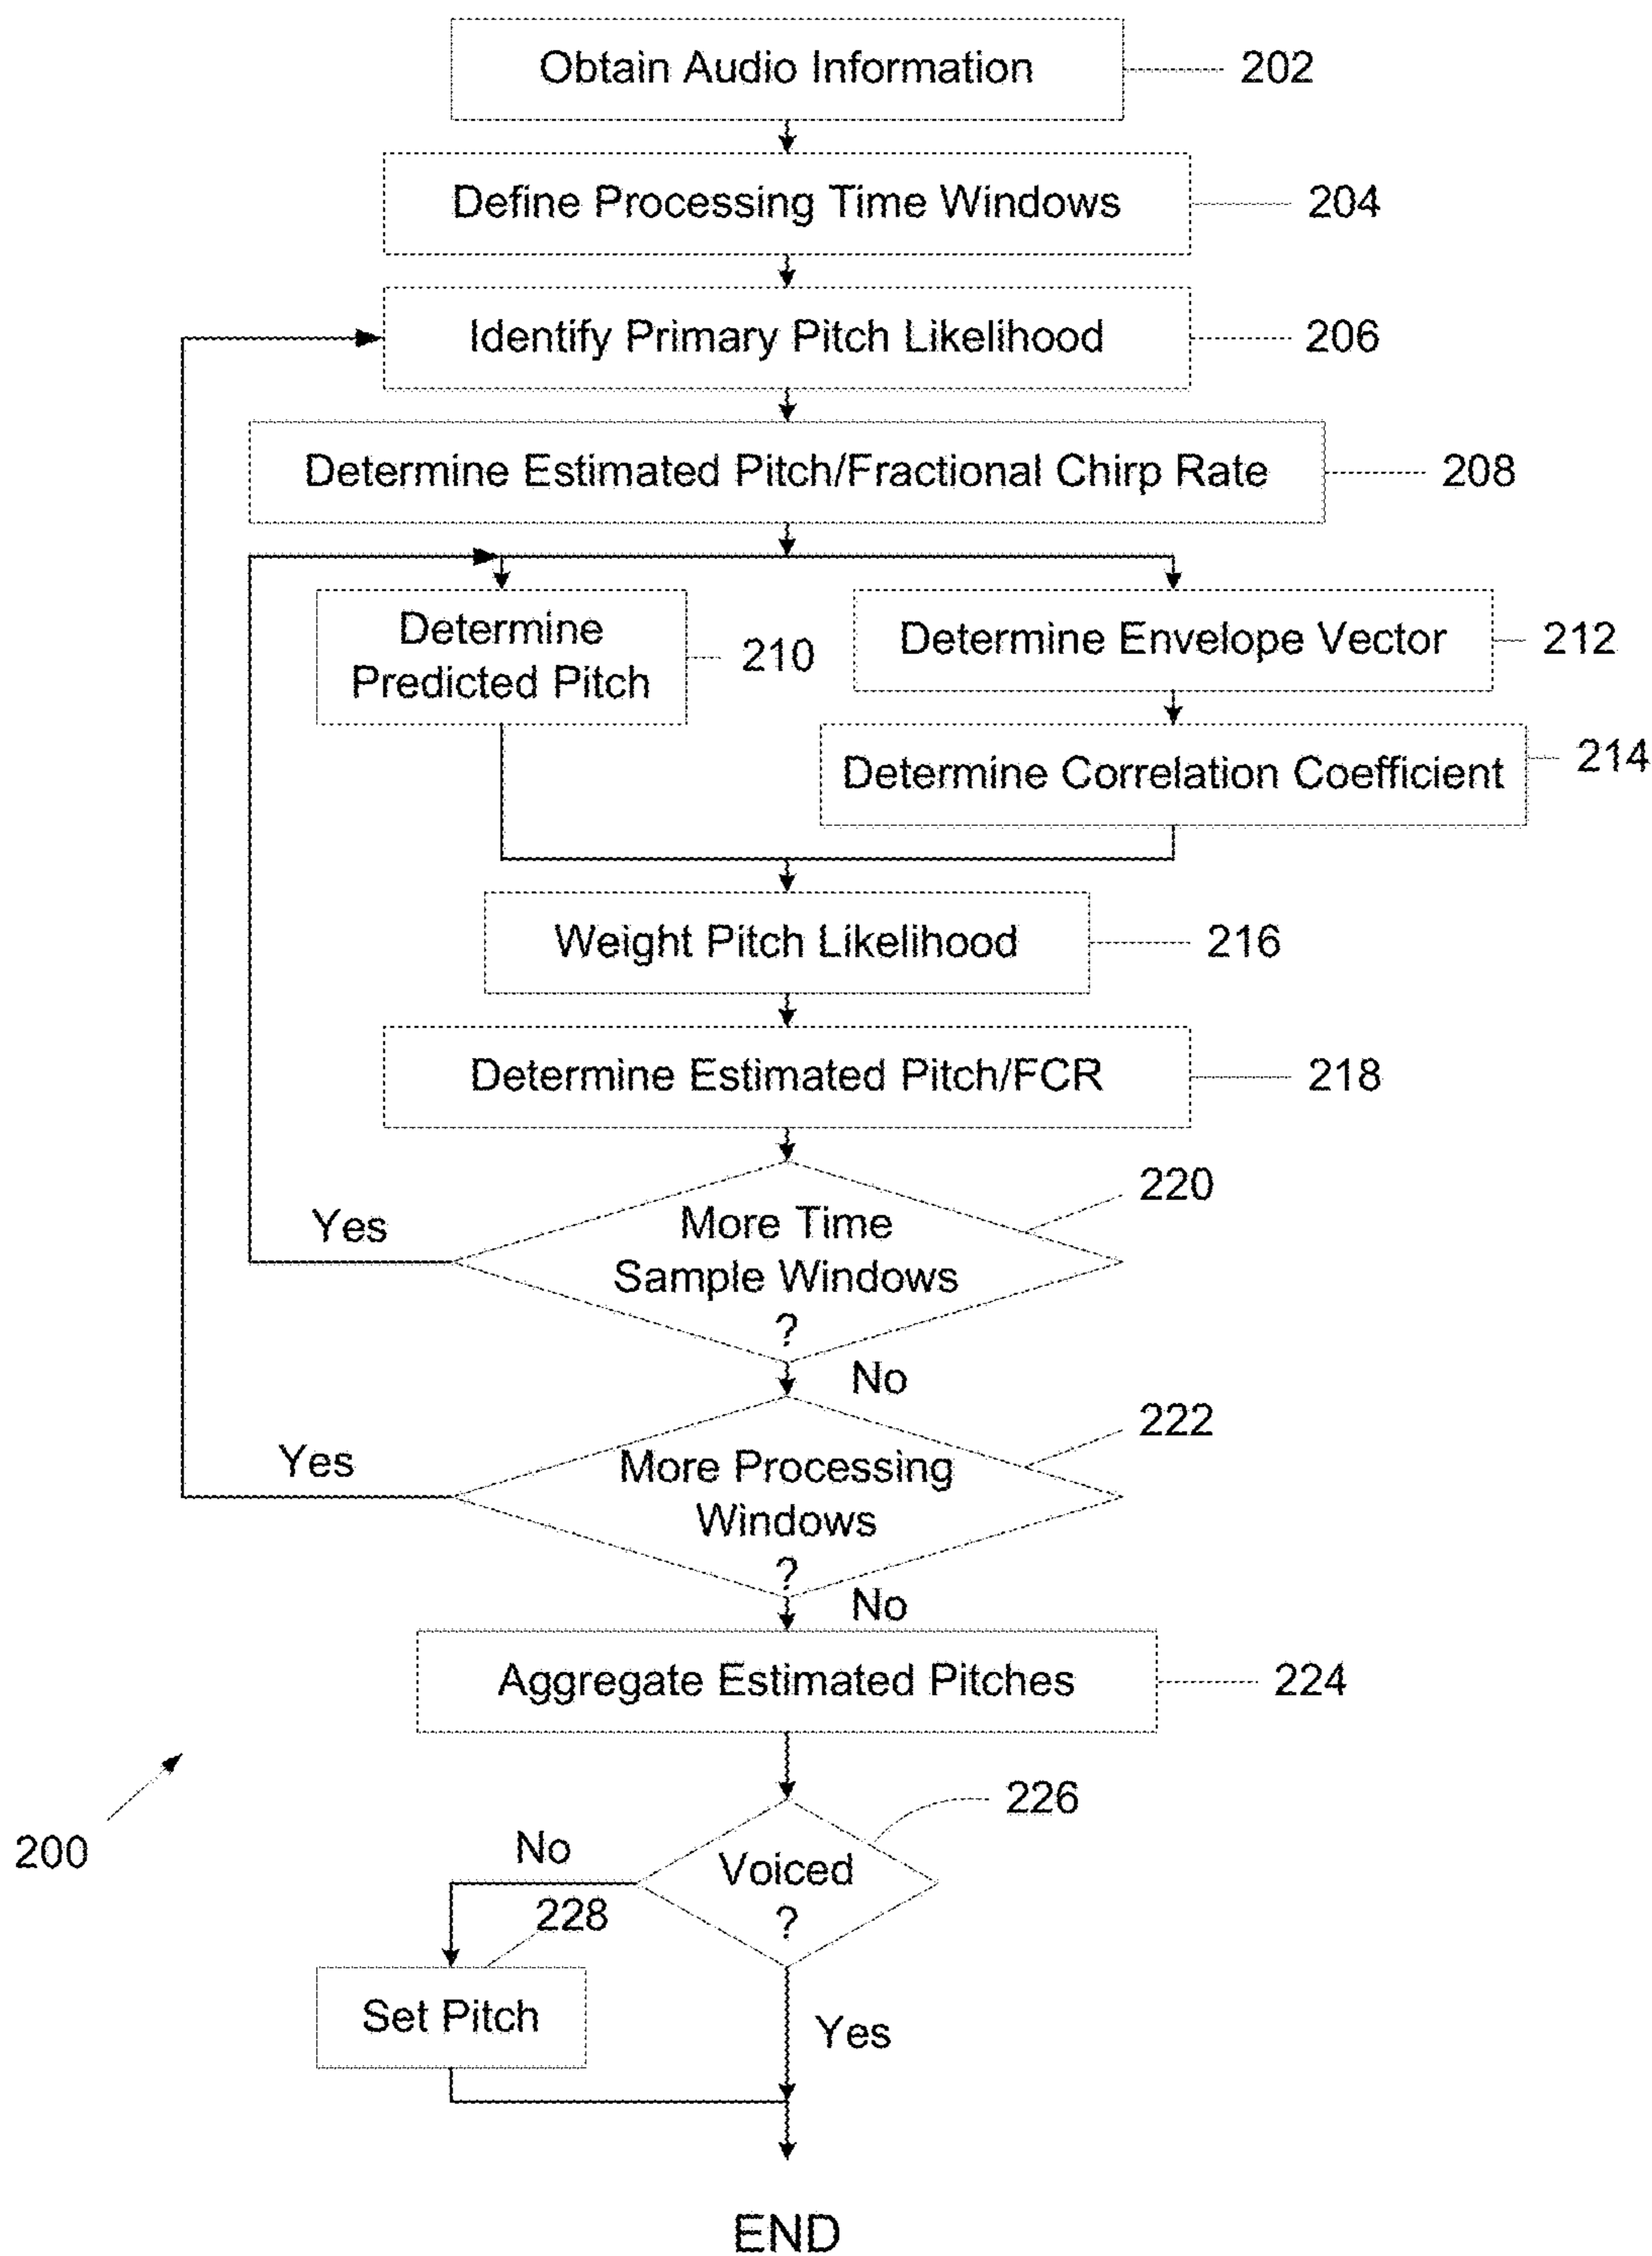 Obtain Audio Information
202
Define Processing Time Windows
204
Identify Primary Pitch Likelihood
206
Determine Estimated Pitch/Fractional Chirp Rate
208
Determine
Predicted Pitch
210
Determine Envelope Vector
212
Determine Correlation Coefficient
214
Weight Pitch Likelihood
216
Determine Estimated Pitch/FCR
218
220
More Time
Sample Windows
?
Yes
No
222
More Processing
Windows
?
Yes
No
Aggregate Estimated Pitches
224
200
226
Voiced
?
No
228
Set Pitch
Yes
END